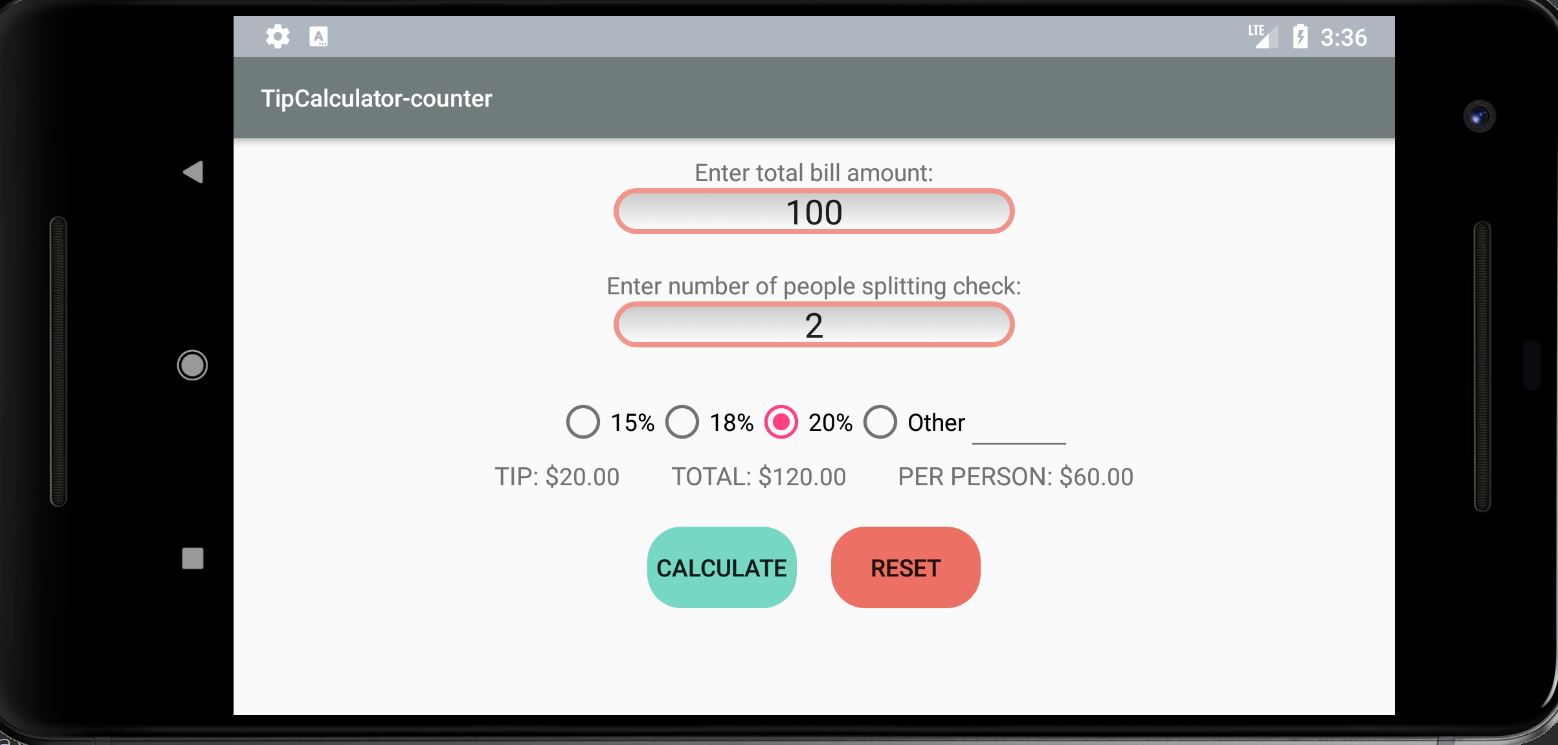 LTE 3:36
TipCalculator-counter
Enter total bill amount:
100
Enter number of people splitting check:
2
15% 18% 20% Other
TIP: $20.00 TOTAL: $120.00 PER PERSON: $60.00
CALCULATE RESET